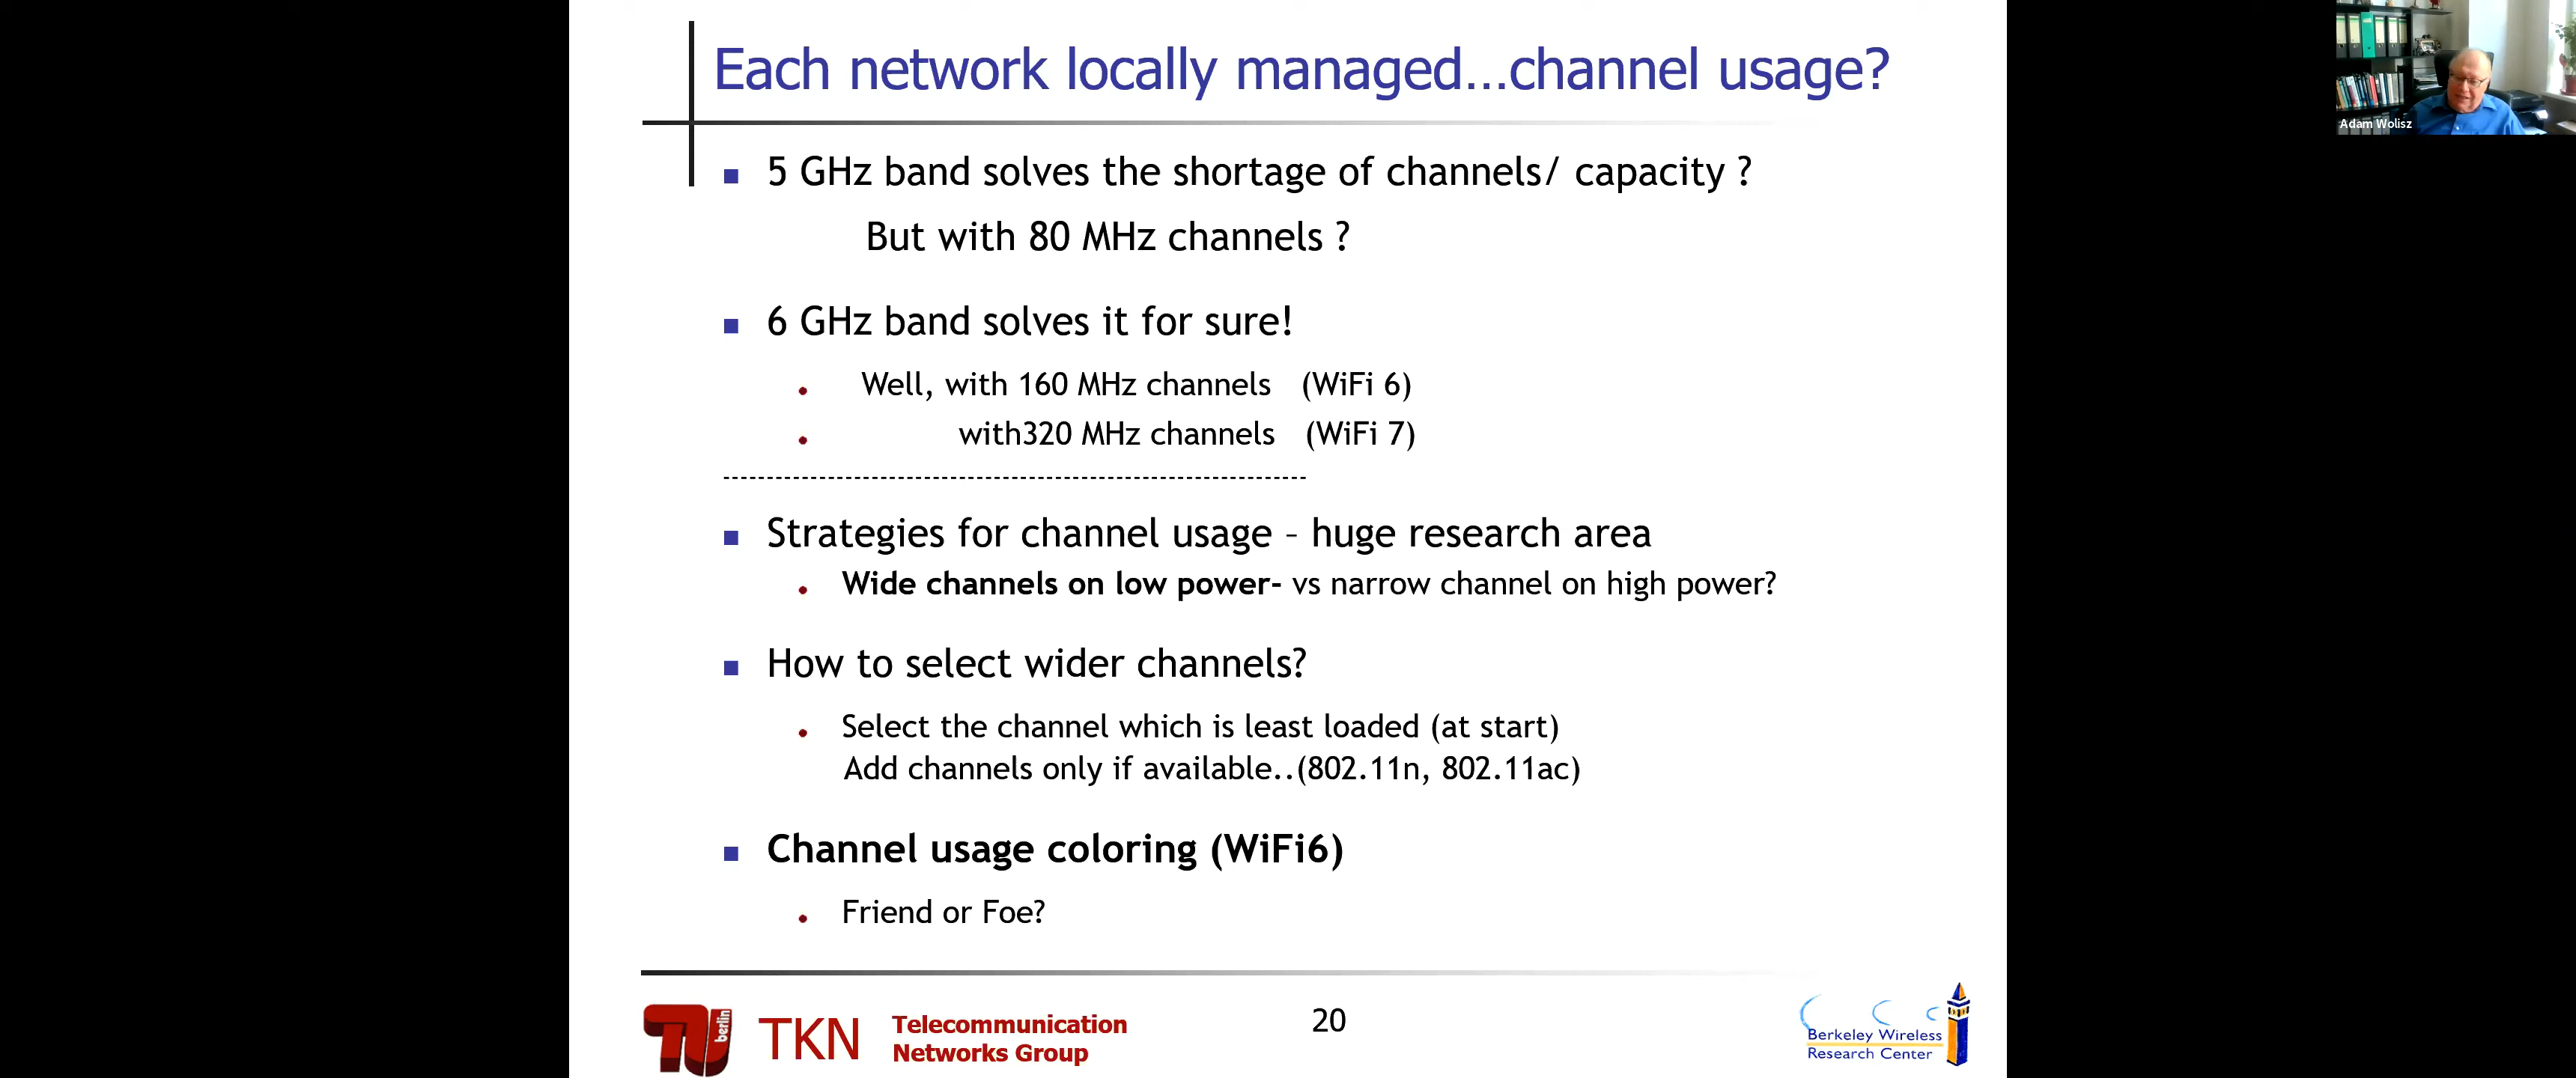 Each network locally managed...channel usage?
5 GHz band solves the shortage of channels/ capacity ?
But with 80 MHz channels ?
6 GHz band solves it for sure!
Well, with 160 MHz channels (WiFi 6)
with320 MHz channels (WiFi 7)
-------------------------------------------------------------------
Strategies for channel usage – huge research area
Wide channels on low power- vs narrow channel on high power?
How to select wider channels?
Select the channel which is least loaded (at start)
Add channels only if available..(802.11n, 802.11ac)
Channel usage coloring (WiFi6)
Friend or Foe?
berlin
TKN
Telecommunication
Networks Group
20
Berkeley Wireless
Research Center
Adam Wolisz